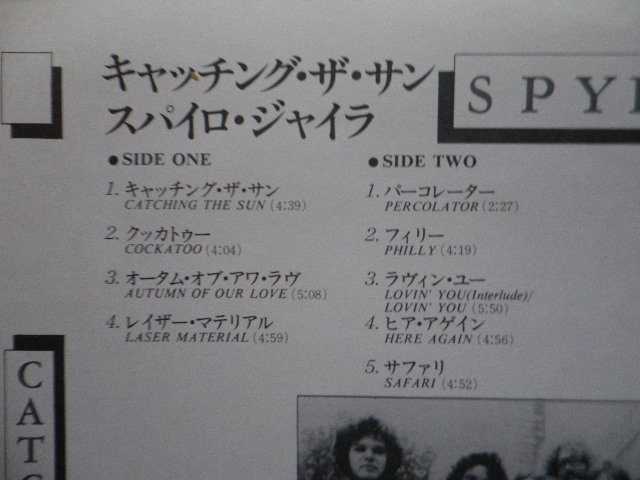 キャッチング・ザ・サン
スパイロ・ジャイラ
●SIDE ONE
1. キャッチング・ザ・サン
CATCHING THE SUN (4:39)
2. クッカトゥー
COCKATOO (4:04)
3. オータム・オブ・アワ・ラヴ
AUTUMN OF OUR LOVE (5:08)
4. レイザー・マテリアル
LASER MATERIAL (4:59)
●SIDE TWO
1. パーコレーター
PERCOLATOR (2:27)
2. フィリー
PHILLY (4:19)
3. ラヴィン・ユー
LOVIN' YOU(Interlude)/
LOVIN' YOU (5:50)
4. ヒア・アゲイン
HERE AGAIN (4:56)
5. サファリ
SAFARI (4:52)
SPY
CAT